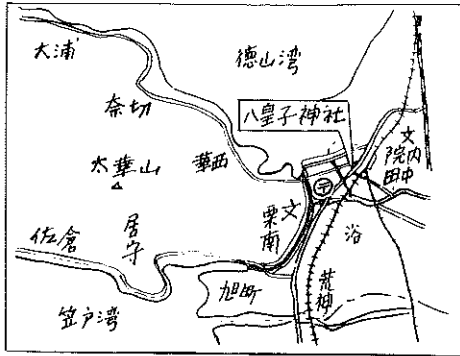 大浦
徳山湾
奈切
八皇子神社
太華山
華西
文
院内
田中
〒
文
栗南
居守
浴
佐倉
荒神
旭町
笠戸湾